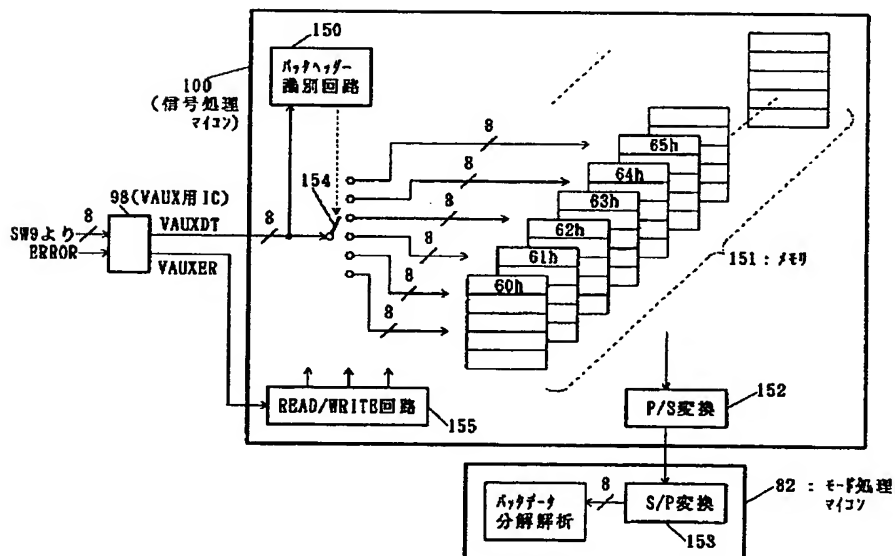 150
100
(信号処理
マイコン)
パックヘッダー
識別回路
8
65h
64h
8
154
8
63h
98(VAUX用IC)
62h
8
VAUXDT
8
8
SW9より
61h
ERROR
151:メモリ
VAUXER
8
60h
8
152
READ/WRITE回路
P/S変換
155
82 : モード処理
マイコン
パックデータ
分解解析
8
S/P変換
153